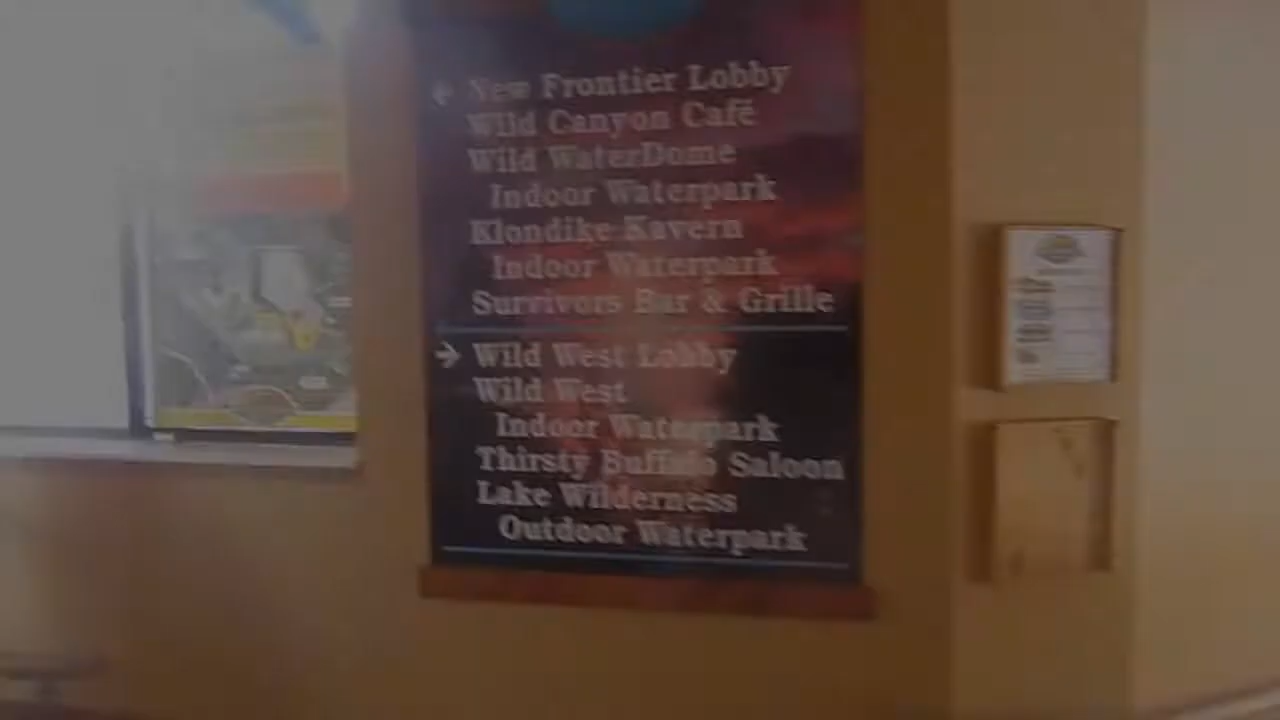 ← New Frontier Lobby
Wild Canyon Café
Wild WaterDome
Indoor Waterpark
Klondike Kavern
Indoor Waterpark
Survivors Bar & Grille
→ Wild West Lobby
Wild West
Indoor Waterpark
Thirsty Buffalo Saloon
Lake Wilderness
Outdoor Waterpark